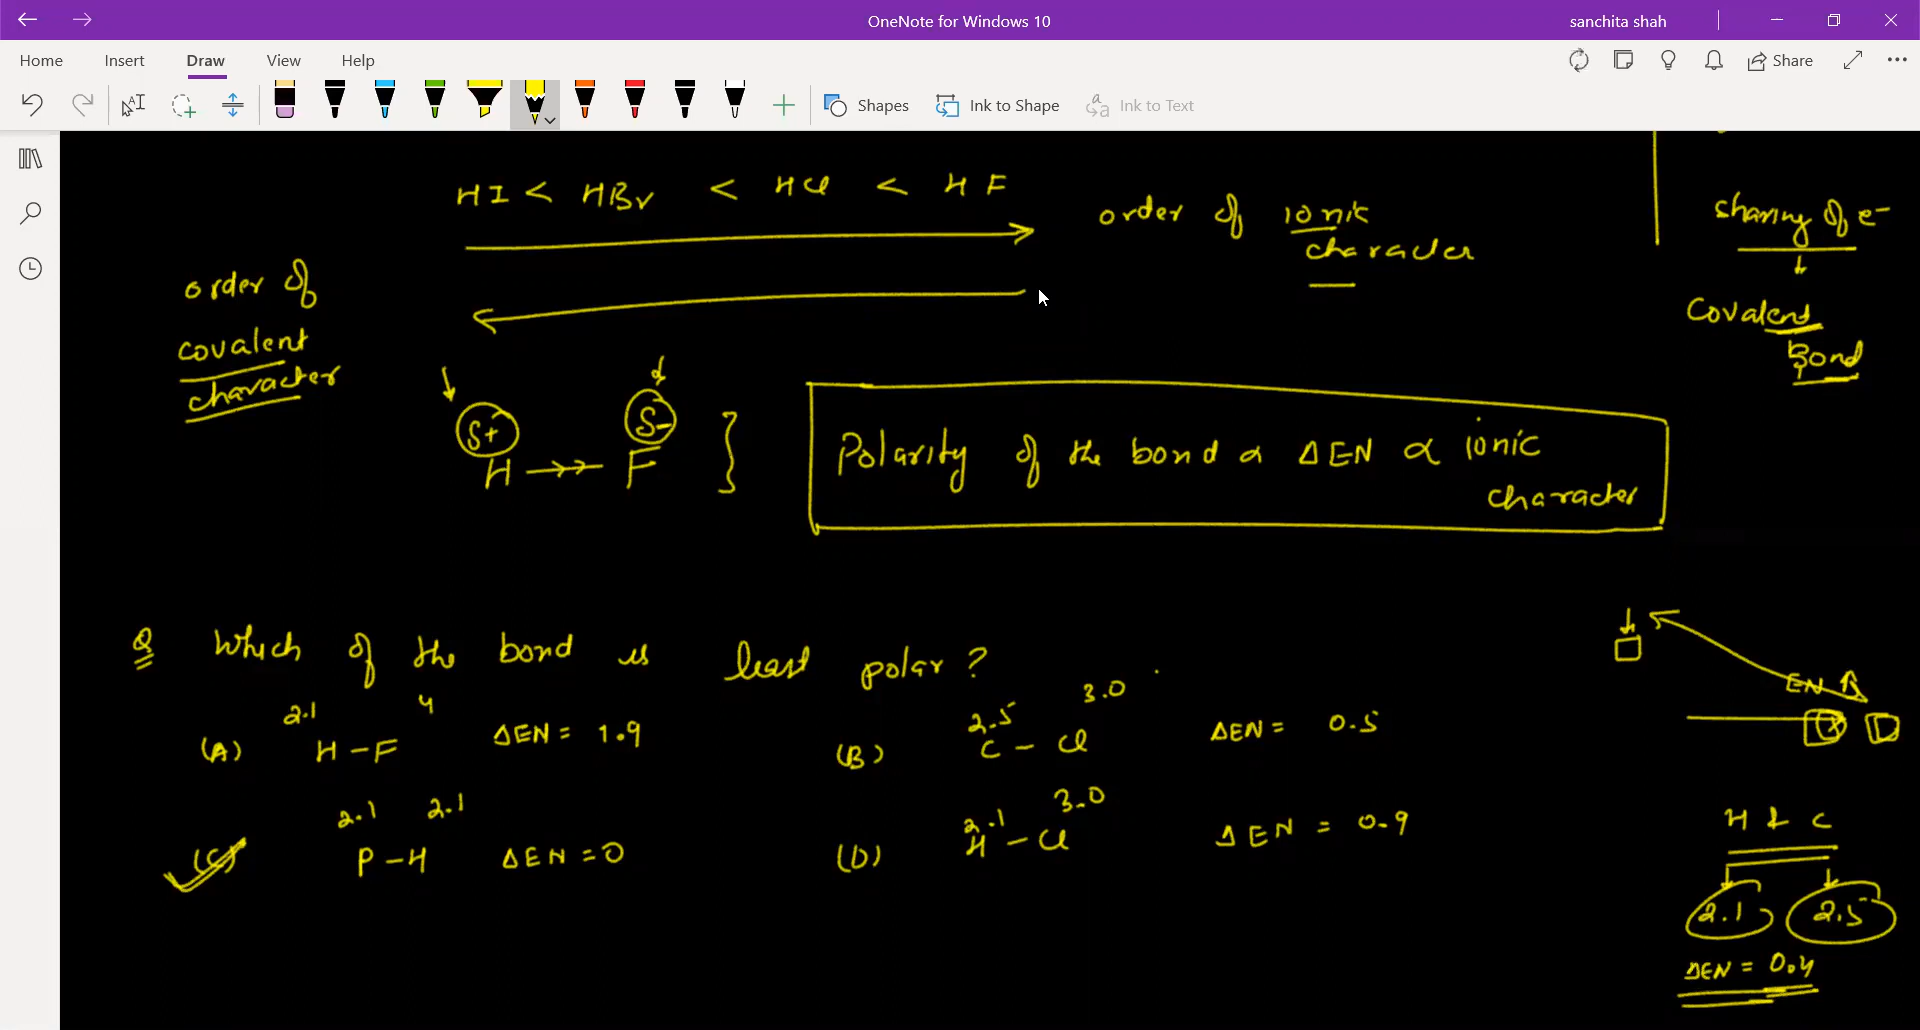 OneNote for Windows 10
sanchita shah
Home Insert Draw View Help
Share
Shapes Ink to Shape Ink to Text
HI < HBr < HCl < HF
order of ionic
character
sharing of e-
Covalent
Bond
order of
covalent
character
δ+ δ-
H F
Polarity of the bond α ΔEN α ionic
character
Q Which of the bond is least polar?
2.1 4
(A) H - F ΔEN = 1.9
2.5 3.0
(B) C - Cl ΔEN = 0.5
EN
2.1 2.1
(C) P - H ΔEN = 0
2.1 3.0
(D) H - Cl ΔEN = 0.9
H & C
2.1 2.5
ΔEN = 0.4